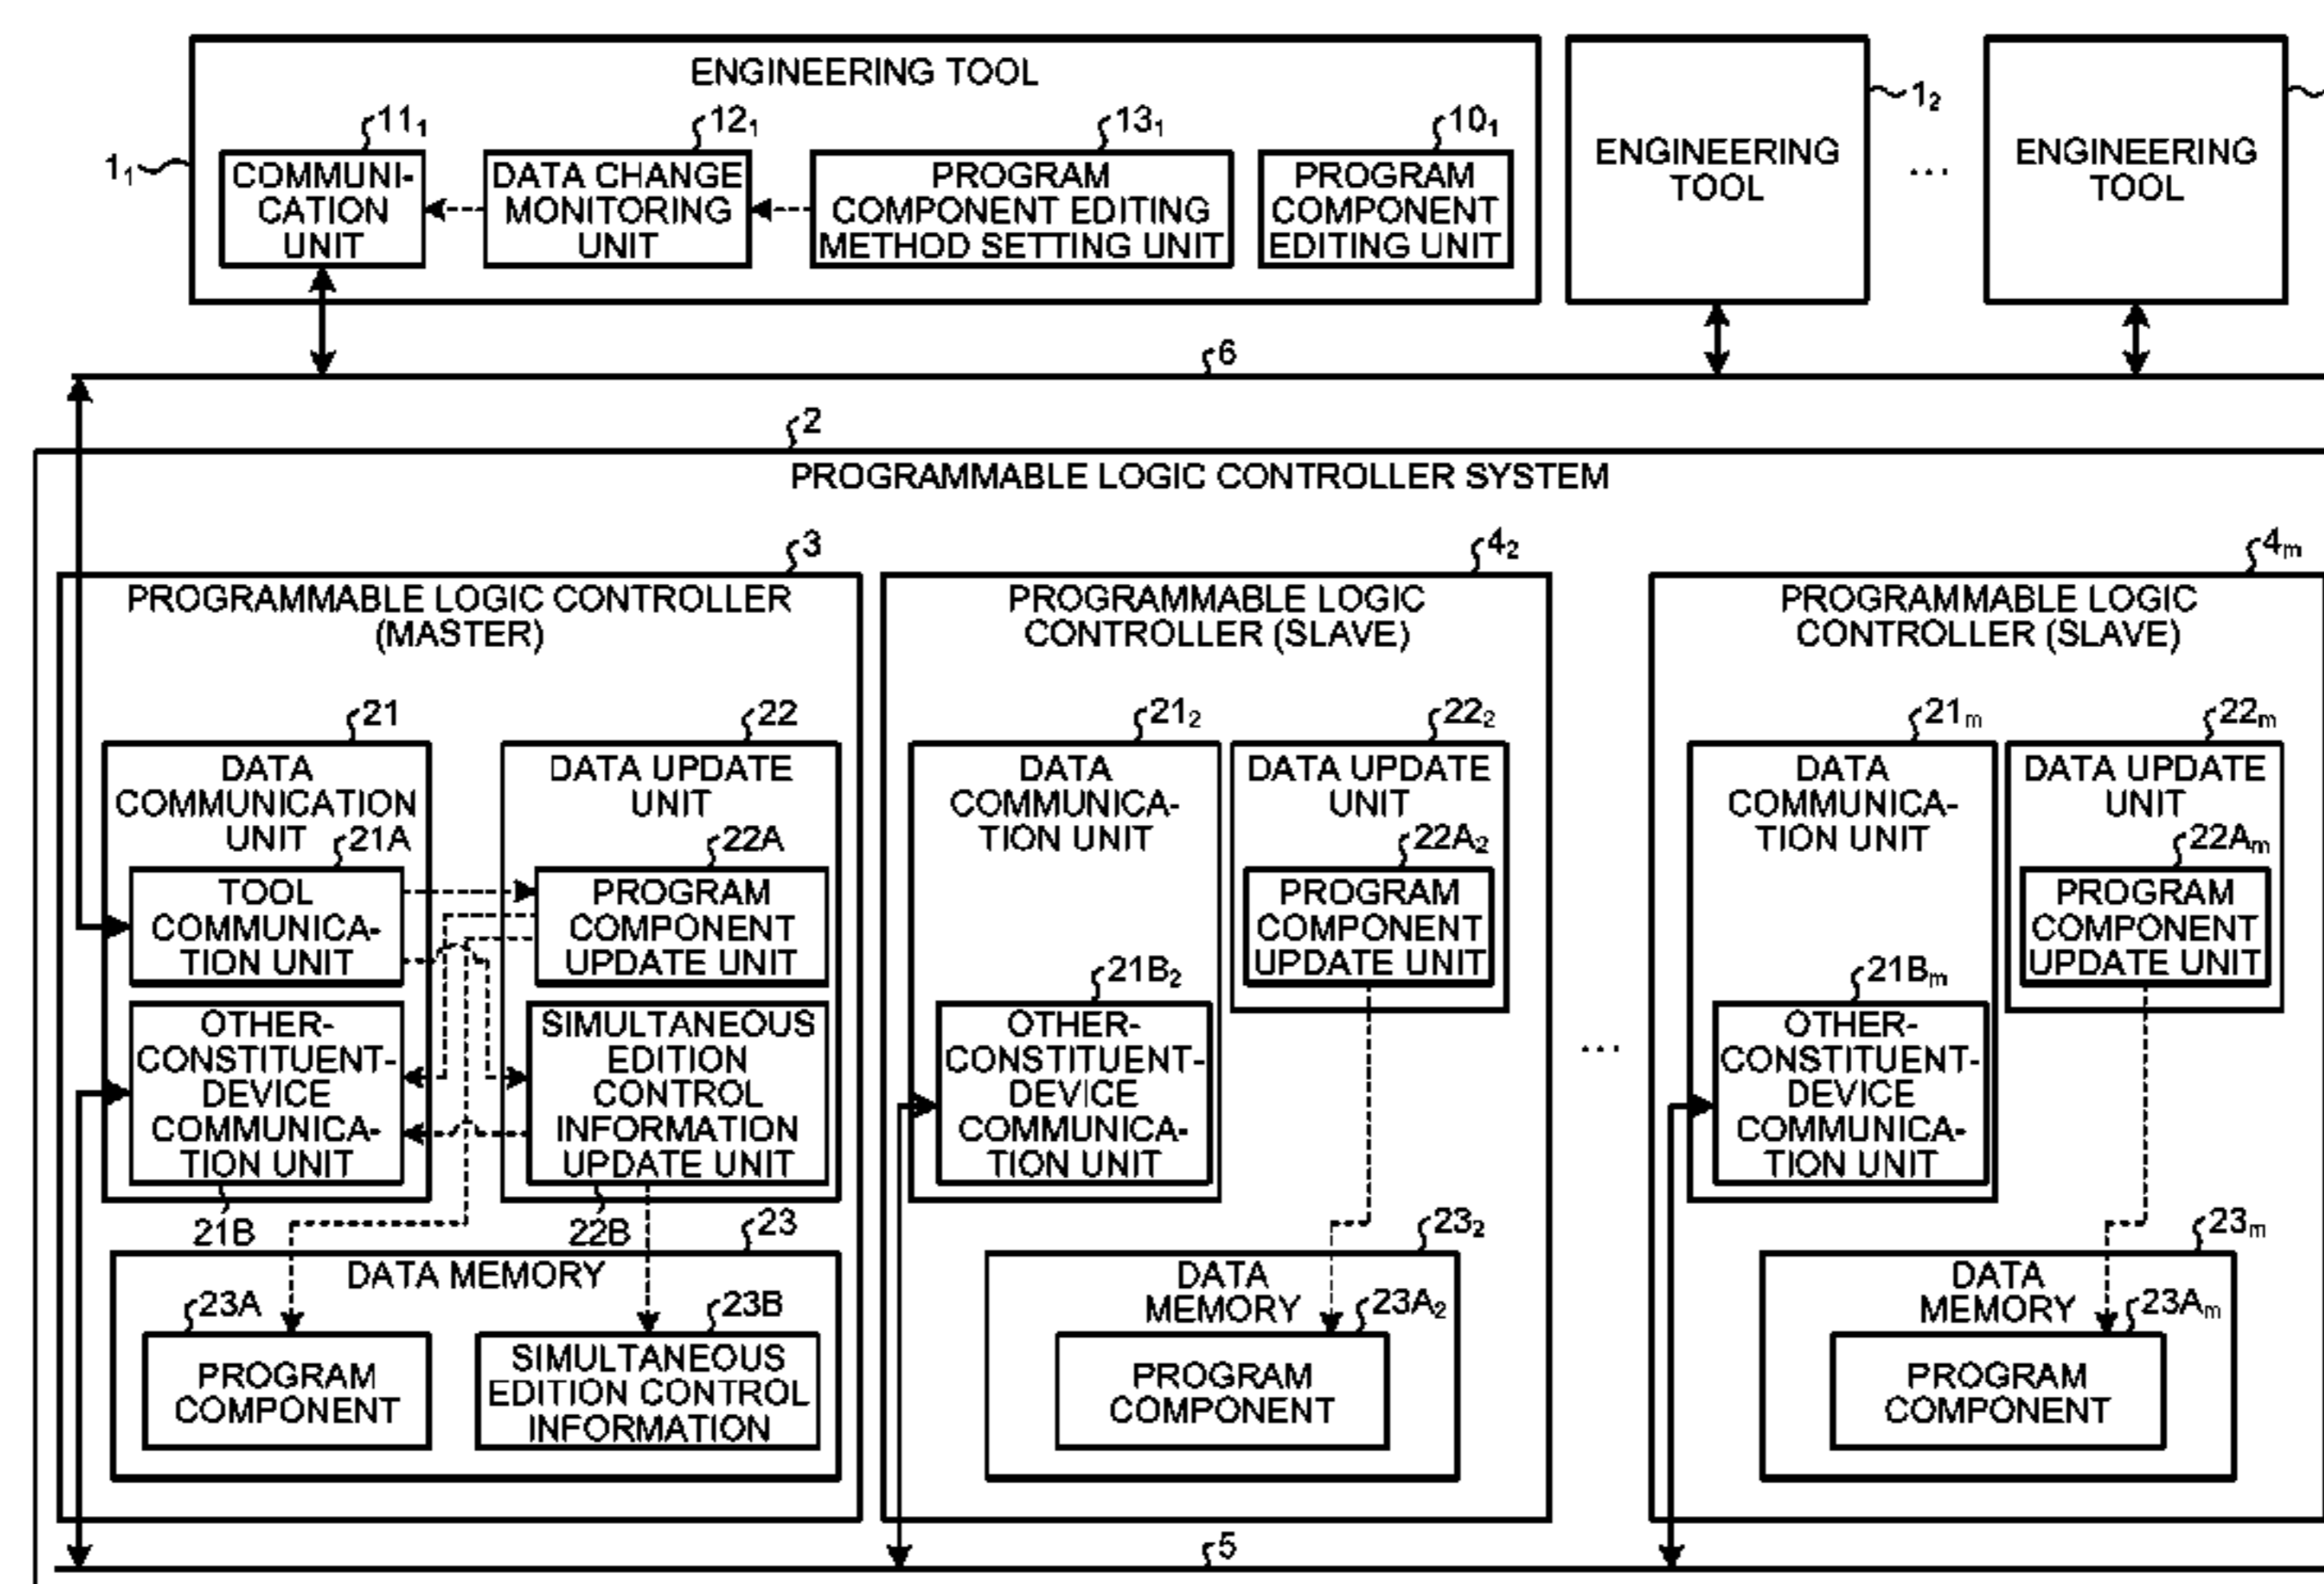 ENGINEERING TOOL
11₁
12₁
13₁
10₁
1₁
COMMUNI-
CATION
UNIT
DATA CHANGE
MONITORING
UNIT
PROGRAM
COMPONENT EDITING
METHOD SETTING UNIT
PROGRAM
COMPONENT
EDITING UNIT
ENGINEERING
TOOL
1₂
...
ENGINEERING
TOOL
6
2
PROGRAMMABLE LOGIC CONTROLLER SYSTEM
3
PROGRAMMABLE LOGIC CONTROLLER
(MASTER)
21
DATA
COMMUNICATION
UNIT
21A
TOOL
COMMUNICA-
TION UNIT
OTHER-
CONSTITUENT-
DEVICE
COMMUNICA-
TION UNIT
21B
22
DATA UPDATE
UNIT
22A
PROGRAM
COMPONENT
UPDATE UNIT
SIMULTANEOUS
EDITION
CONTROL
INFORMATION
UPDATE UNIT
22B
23
DATA MEMORY
23A
PROGRAM
COMPONENT
23B
SIMULTANEOUS
EDITION CONTROL
INFORMATION
4₂
PROGRAMMABLE LOGIC
CONTROLLER (SLAVE)
21₂
DATA
COMMUNICA-
TION UNIT
21B₂
OTHER-
CONSTITUENT-
DEVICE
COMMUNICA-
TION UNIT
22₂
DATA UPDATE
UNIT
22A₂
PROGRAM
COMPONENT
UPDATE UNIT
23₂
DATA
MEMORY
23A₂
PROGRAM
COMPONENT
...
4ₘ
PROGRAMMABLE LOGIC
CONTROLLER (SLAVE)
21ₘ
DATA
COMMUNICA-
TION UNIT
21Bₘ
OTHER-
CONSTITUENT-
DEVICE
COMMUNICA-
TION UNIT
22ₘ
DATA UPDATE
UNIT
22Aₘ
PROGRAM
COMPONENT
UPDATE UNIT
23ₘ
DATA
MEMORY
23Aₘ
PROGRAM
COMPONENT
5